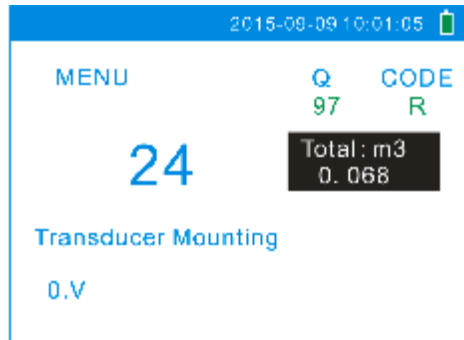 2015-09-09 10:01:05
MENU Q CODE
97 R
24
Total: m3
0. 068
Transducer Mounting
0.V